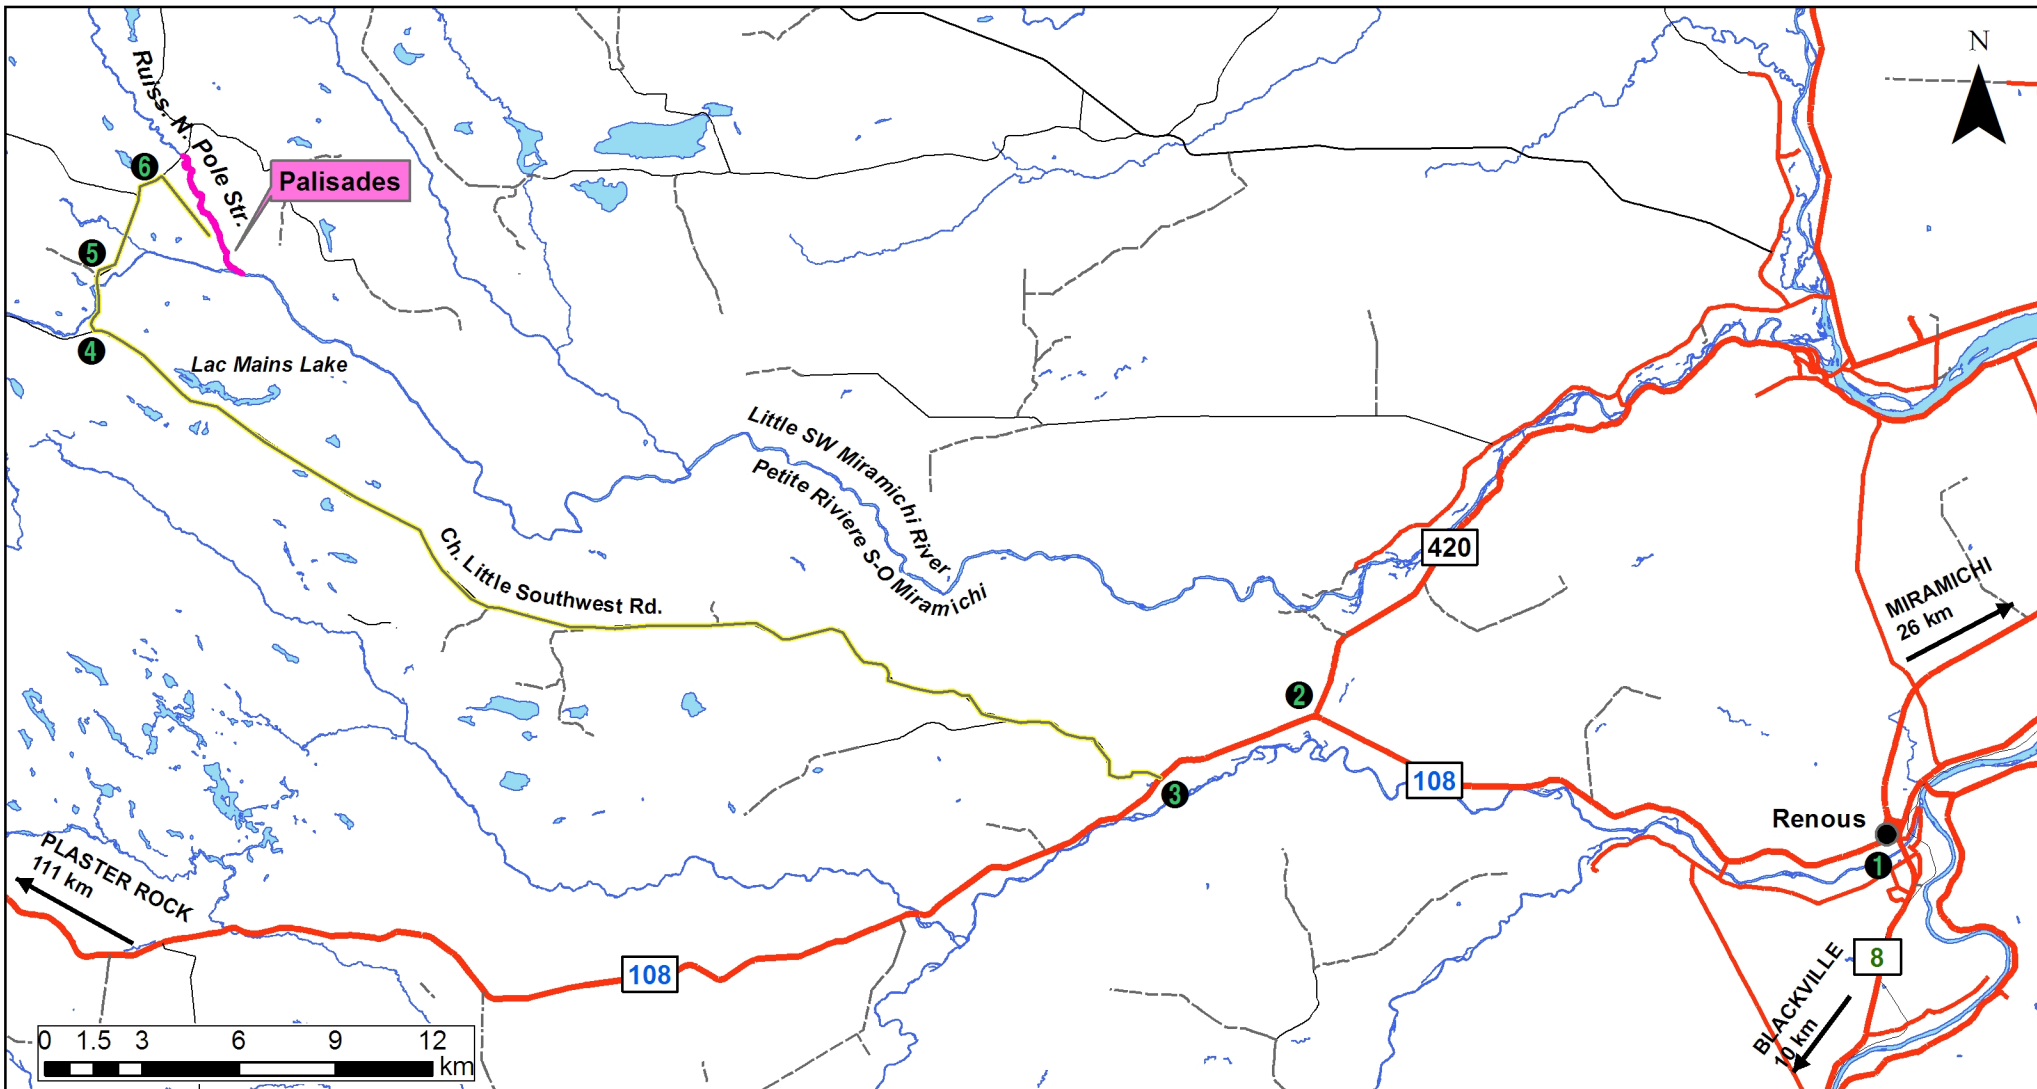 N
Ruiss. N. Pole Str.
6
Palisades
5
4
Lac Mains Lake
Little SW Miramichi River
Petite Riviere S-O Miramichi
420
Ch. Little Southwest Rd.
MIRAMICHI
26 km
2
108
3
Renous
1
PLASTER ROCK
111 km
108
8
BLACKVILLE
10 km
0 1.5 3 6 9 12
km